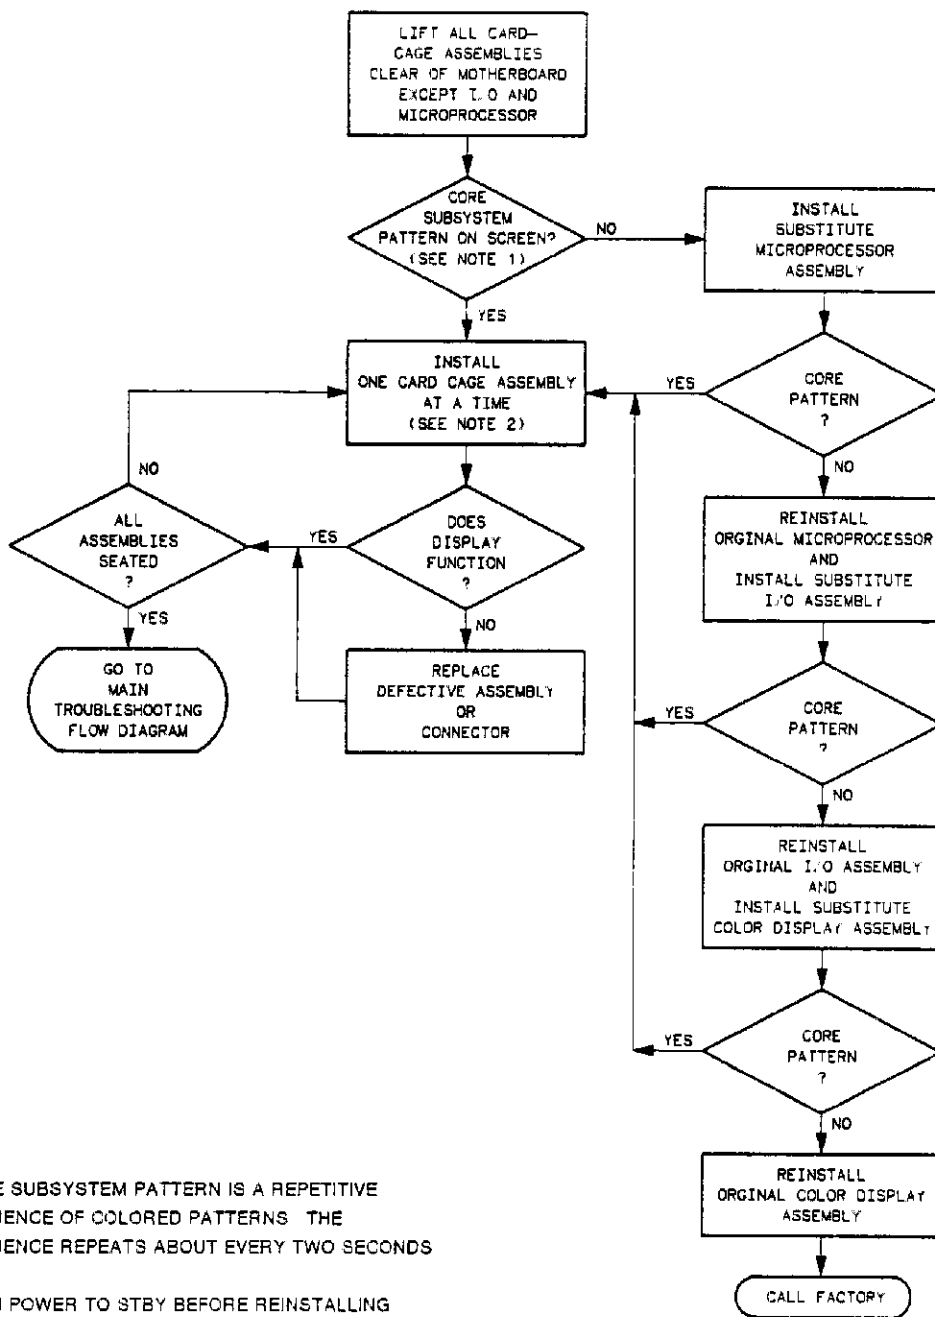 LIFT ALL CARD-
CAGE ASSEMBLIES
CLEAR OF MOTHERBOARD
EXCEPT I/O AND
MICROPROCESSOR
CORE
SUBSYSTEM
PATTERN ON SCREEN?
(SEE NOTE 1)
NO
INSTALL
SUBSTITUTE
MICROPROCESSOR
ASSEMBLY
YES
INSTALL
ONE CARD CAGE ASSEMBLY
AT A TIME
(SEE NOTE 2)
YES
CORE
PATTERN
?
NO
NO
ALL
ASSEMBLIES
SEATED
?
YES
DOES
DISPLAY
FUNCTION
?
REINSTALL
ORGINAL MICROPROCESSOR
AND
INSTALL SUBSTITUTE
I/O ASSEMBLY
YES
NO
GO TO
MAIN
TROUBLESHOOTING
FLOW DIAGRAM
REPLACE
DEFECTIVE ASSEMBLY
OR
CONNECTOR
YES
CORE
PATTERN
?
NO
REINSTALL
ORGINAL I/O ASSEMBLY
AND
INSTALL SUBSTITUTE
COLOR DISPLAY ASSEMBLY
YES
CORE
PATTERN
?
NO
REINSTALL
ORGINAL COLOR DISPLAY
ASSEMBLY
CALL FACTORY
SUBSYSTEM PATTERN IS A REPETITIVE
OF COLORED PATTERNS THE
REPEATS ABOUT EVERY TWO SECONDS
POWER TO STBY BEFORE REINSTALLING